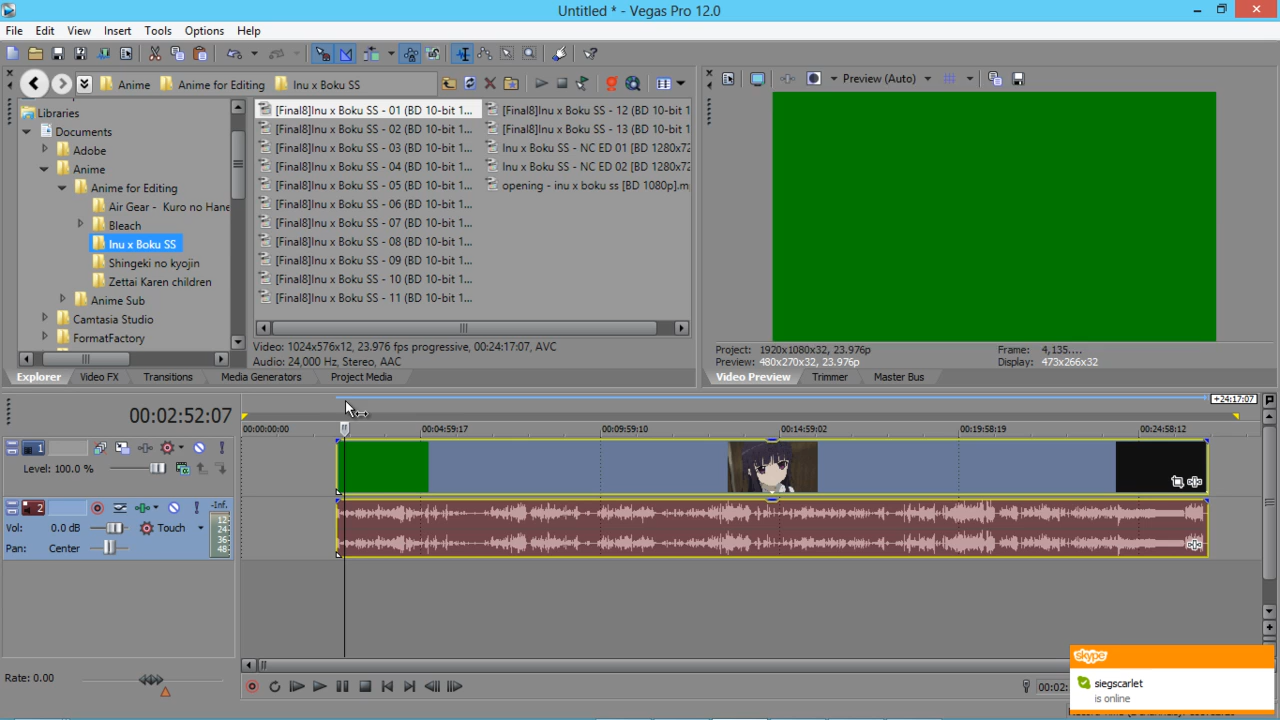 Untitled * - Vegas Pro 12.0
File Edit View Insert Tools Options Help
Anime Anime for Editing Inu x Boku SS
Preview (Auto)
Libraries
Documents
Adobe
Anime
Anime for Editing
Air Gear - Kuro no Hane
Bleach
Inu x Boku SS
Shingeki no kyojin
Zettai Karen children
Anime Sub
Camtasia Studio
FormatFactory
[Final8]Inu x Boku SS - 01 (BD 10-bit 1...
[Final8]Inu x Boku SS - 02 (BD 10-bit 1...
[Final8]Inu x Boku SS - 03 (BD 10-bit 1...
[Final8]Inu x Boku SS - 04 (BD 10-bit 1...
[Final8]Inu x Boku SS - 05 (BD 10-bit 1...
[Final8]Inu x Boku SS - 06 (BD 10-bit 1...
[Final8]Inu x Boku SS - 07 (BD 10-bit 1...
[Final8]Inu x Boku SS - 08 (BD 10-bit 1...
[Final8]Inu x Boku SS - 09 (BD 10-bit 1...
[Final8]Inu x Boku SS - 10 (BD 10-bit 1...
[Final8]Inu x Boku SS - 11 (BD 10-bit 1...
[Final8]Inu x Boku SS - 12 (BD 10-bit 1
[Final8]Inu x Boku SS - 13 (BD 10-bit 1
Inu x Boku SS - NC ED 01 [BD 1280x72
Inu x Boku SS - NC ED 02 [BD 1280x72
opening - inu x boku ss [BD 1080p].m
Video: 1024x576x12, 23.976 fps progressive, 00:24:17:07, AVC
Audio: 24,000 Hz, Stereo, AAC
Project: 1920x1080x32, 23.976p
Preview: 480x270x32, 23.976p
Frame: 4,135....
Display: 473x266x32
Explorer Video FX Transitions Media Generators Project Media
Video Preview Trimmer Master Bus
00:02:52:07
+24:17:07
00:00:00:00 00:04:59:17 00:09:59:10 00:14:59:02 00:19:58:19 00:24:58:12
1
Level: 100.0 %
2
-Inf.
Vol: 0.0 dB Touch
Pan: Center
12
24
36
48
Rate: 0.00
00:02:
skype
siegscarlet
is online